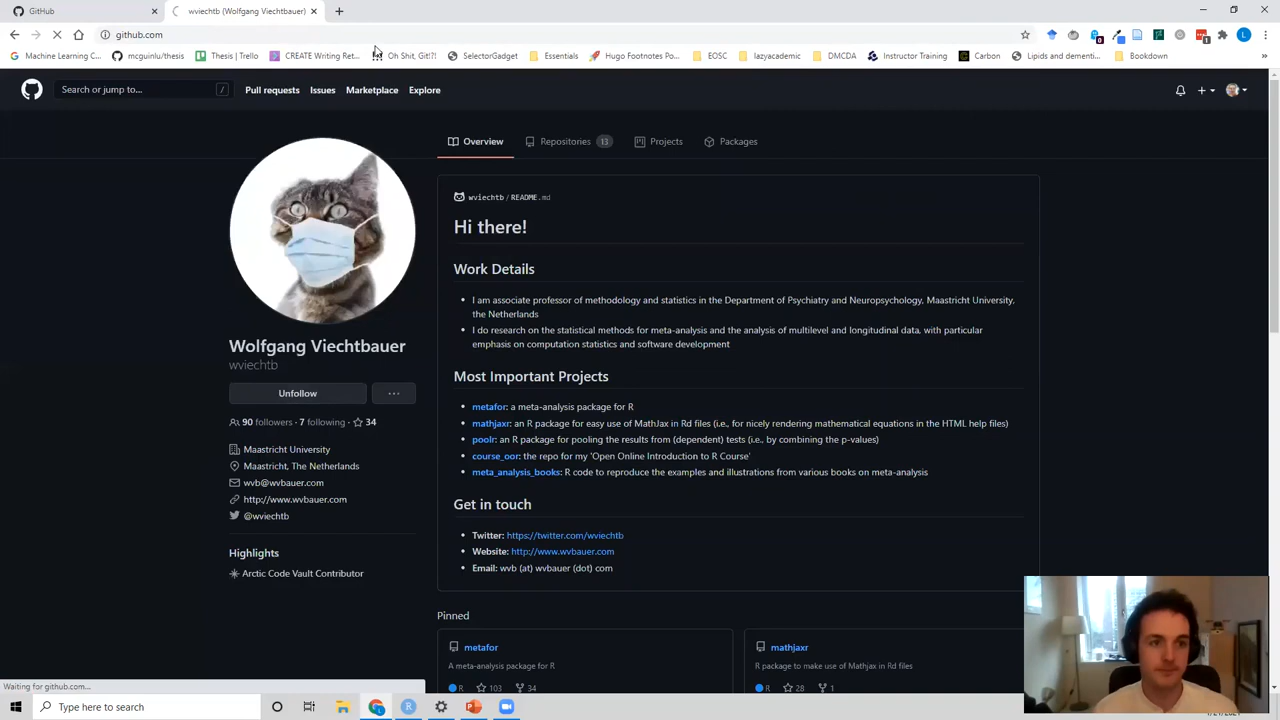 GitHub
wviechtb (Wolfgang Viechtbauer)
github.com
Machine Learning C...
mcguinlu/thesis
Thesis | Trello
CREATE Writing Ret...
Oh Shit, Git!?!
SelectorGadget
Essentials
Hugo Footnotes Po...
EOSC
lazyacademic
DMCDA
Instructor Training
Carbon
Lipids and dementi...
Bookdown
Search or jump to...
/
Pull requests
Issues
Marketplace
Explore
Overview
Repositories 13
Projects
Packages
wviechtb / README.md
Hi there!
Work Details
I am associate professor of methodology and statistics in the Department of Psychiatry and Neuropsychology, Maastricht University,
the Netherlands
I do research on the statistical methods for meta-analysis and the analysis of multilevel and longitudinal data, with particular
emphasis on computation statistics and software development
Most Important Projects
metafor: a meta-analysis package for R
mathjaxr: an R package for easy use of MathJax in Rd files (i.e., for nicely rendering mathematical equations in the HTML help files)
poolr: an R package for pooling the results from (dependent) tests (i.e., by combining the p-values)
course_oor: the repo for my 'Open Online Introduction to R Course'
meta_analysis_books: R code to reproduce the examples and illustrations from various books on meta-analysis
Get in touch
Twitter: https://twitter.com/wviechtb
Website: http://www.wvbauer.com
Email: wvb (at) wvbauer (dot) com
Wolfgang Viechtbauer
wviechtb
Unfollow
...
90 followers · 7 following · 34
Maastricht University
Maastricht, The Netherlands
wvb@wvbauer.com
http://www.wvbauer.com
@wviechtb
Highlights
Arctic Code Vault Contributor
Pinned
metafor
A meta-analysis package for R
R 103 34
mathjaxr
R package to make use of Mathjax in Rd files
R 28 1
Waiting for github.com...
Type here to search